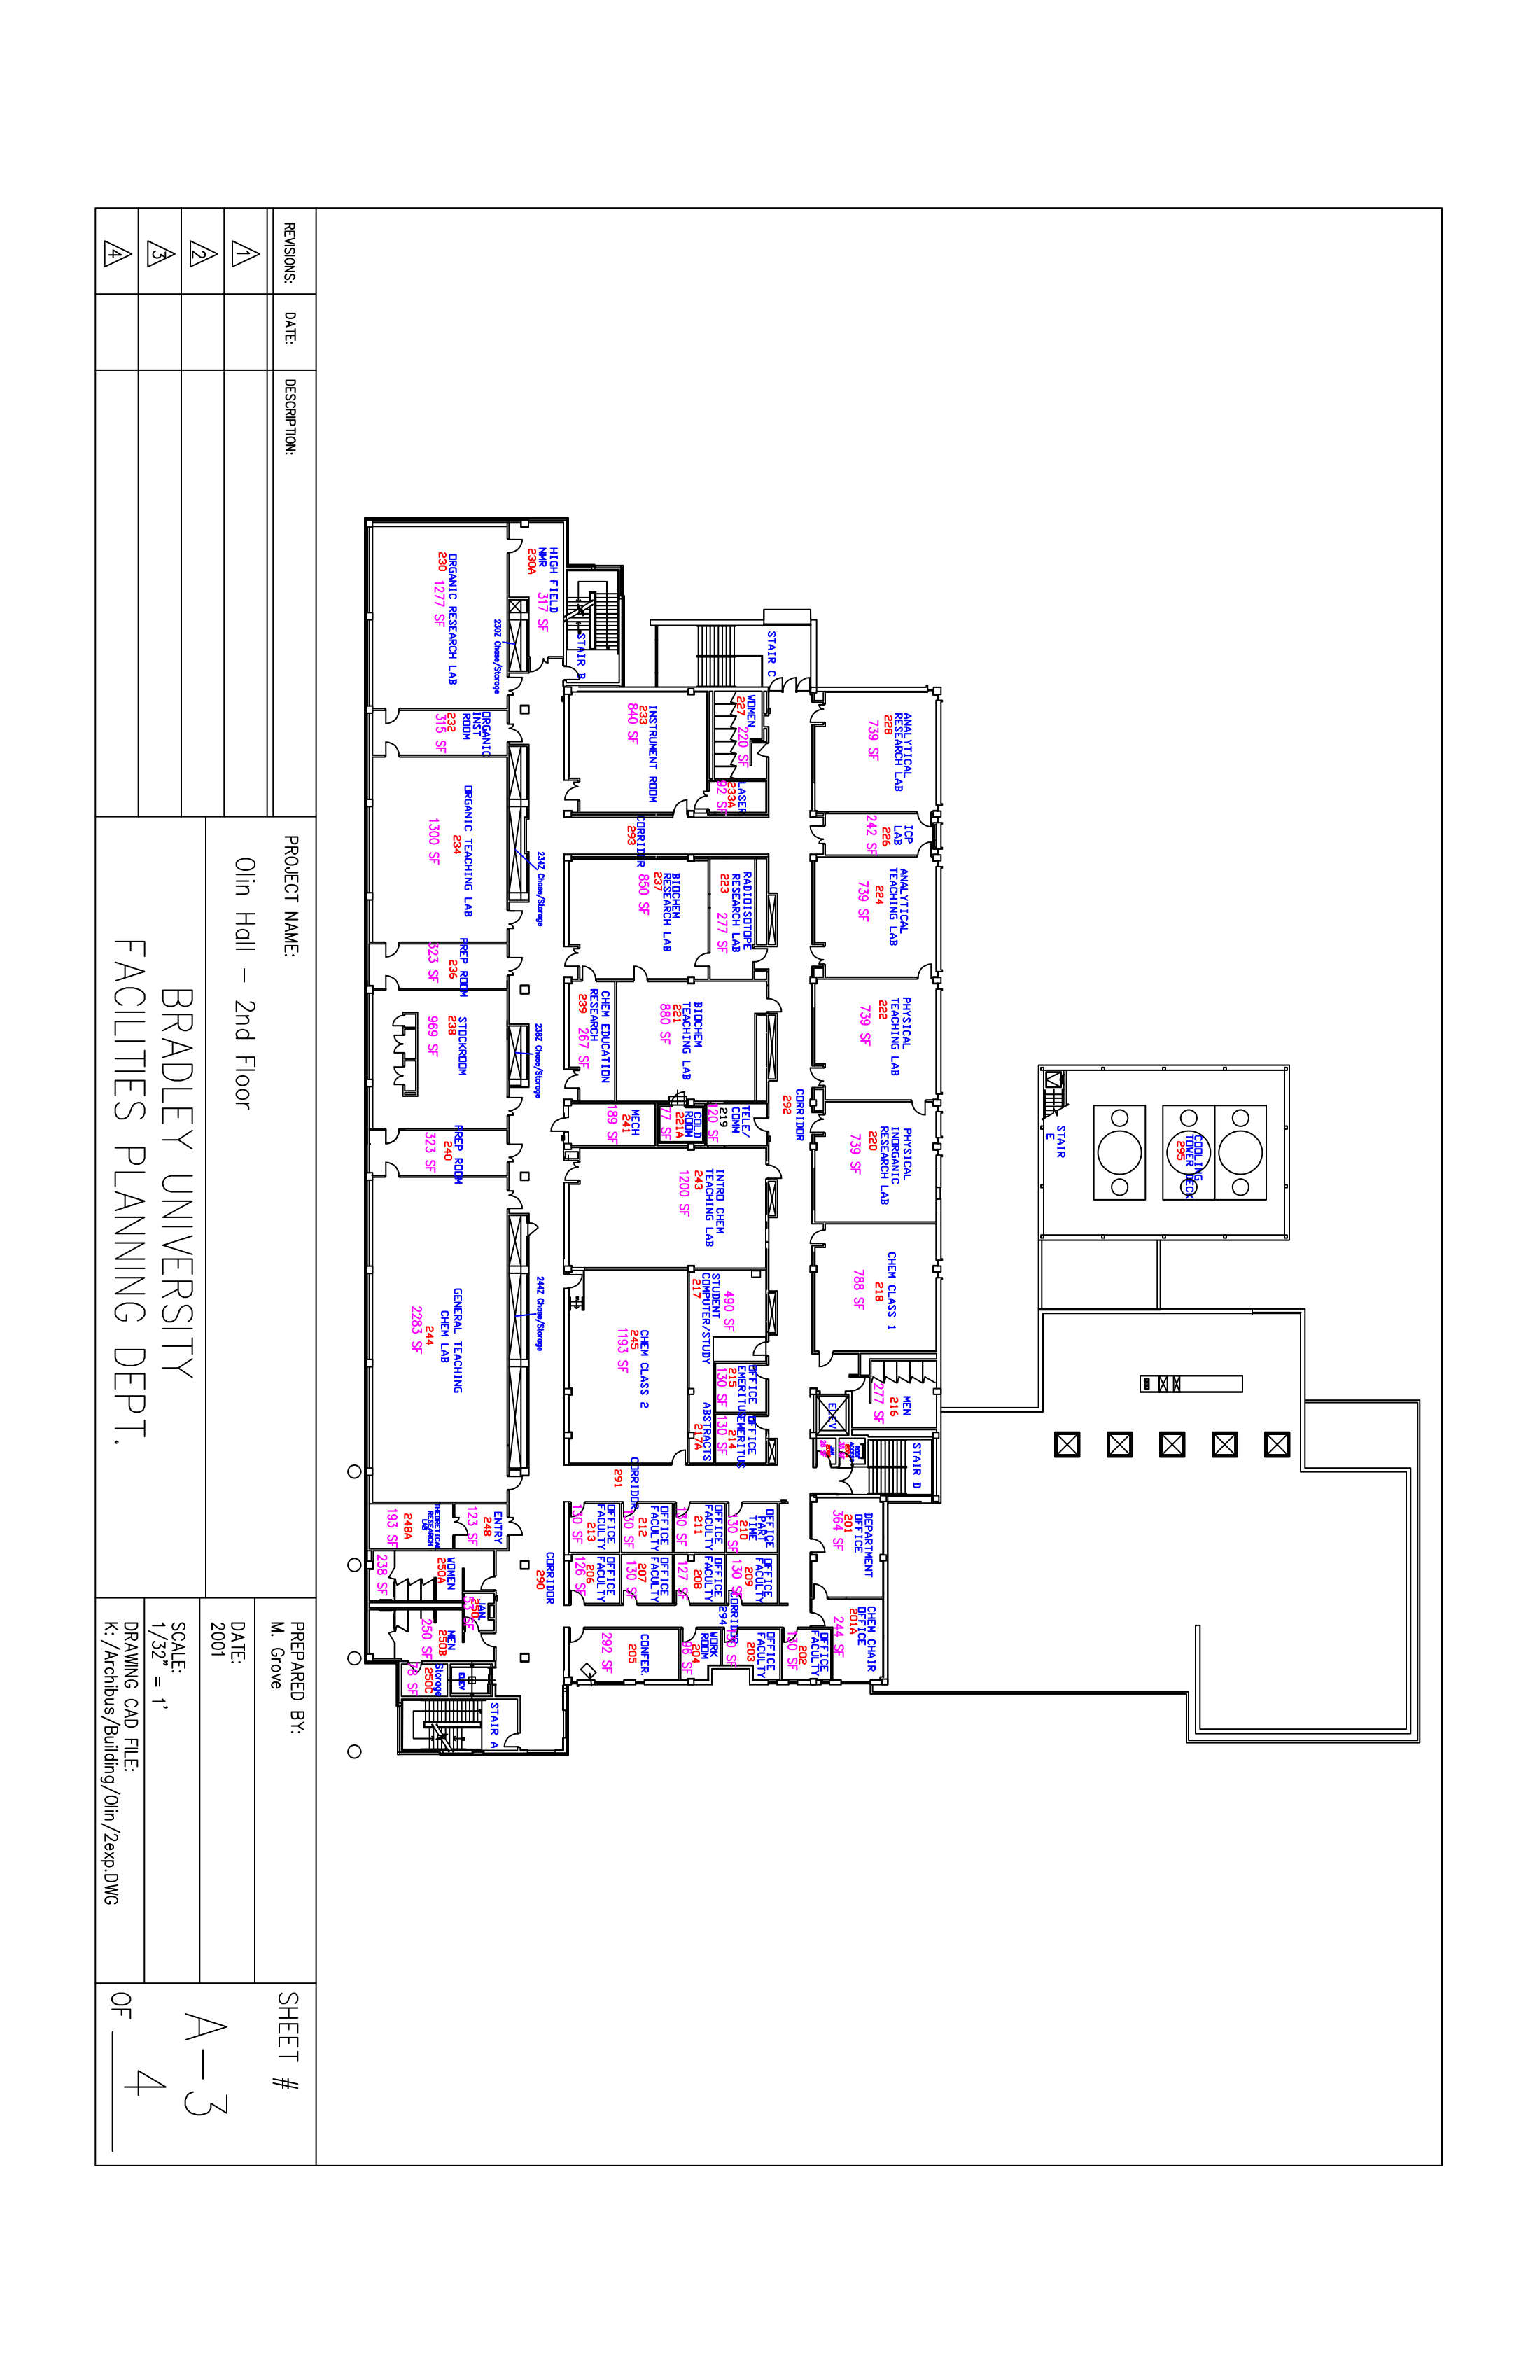 REVISIONS:
DATE:
DESCRIPTION:
1
2
3
4
PROJECT NAME:
Olin Hall - 2nd Floor
BRADLEY UNIVERSITY
FACILITIES PLANNING DEPT.
PREPARED BY:
M. Grove
DATE:
2001
SCALE:
1/32" = 1'
DRAWING CAD FILE:
K:/Archibus/Building/Olin/2exp.DWG
SHEET #
A-3
OF 4
COOLING
TOWER DECK
295
STAIR
E
STAIR C
ANALYTICAL
RESEARCH LAB
228
739 SF
ICP
LAB
226
242 SF
ANALYTICAL
TEACHING LAB
224
739 SF
PHYSICAL
TEACHING LAB
222
739 SF
PHYSICAL
INORGANIC
RESEARCH LAB
220
739 SF
CHEM CLASS 1
218
788 SF
MEN
216
277 SF
ELEV
STAIR D
DEPARTMENT
OFFICE
201
364 SF
CHEM CHAIR
OFFICE
201A
244 SF
CORRIDOR
292
WOMEN
227
220 SF
LASER
233A
92 SF
INSTRUMENT ROOM
233
840 SF
CORRIDOR
293
RADIOISOTOPE
RESEARCH LAB
223
277 SF
BIOCHEM
RESEARCH LAB
237
850 SF
BIOCHEM
TEACHING LAB
221
880 SF
CHEM EDUCATION
RESEARCH
239
267 SF
TELE/
COMM
219
120 SF
COLD
ROOM
221A
77 SF
MECH
241
189 SF
INTRO CHEM
TEACHING LAB
243
1200 SF
490 SF
STUDENT
COMPUTER/STUDY
217
ABSTRACTS
217A
OFFICE
EMERITUS
215
130 SF
OFFICE
EMERITUS
214
130 SF
CHEM CLASS 2
245
1193 SF
CORRIDOR
291
OFFICE
PART
TIME
210
130 SF
OFFICE
FACULTY
211
130 SF
OFFICE
FACULTY
212
130 SF
OFFICE
FACULTY
213
130 SF
OFFICE
FACULTY
209
130 SF
OFFICE
FACULTY
208
127 SF
OFFICE
FACULTY
207
130 SF
OFFICE
FACULTY
206
126 SF
CORRIDOR
294
OFFICE
FACULTY
202
130 SF
OFFICE
FACULTY
203
WORK
ROOM
204
96 SF
CONFER.
205
292 SF
HIGH FIELD
NMR
230A
317 SF
STAIR B
ORGANIC RESEARCH LAB
230
1277 SF
230Z Chase/Storage
ORGANIC
INST
ROOM
232
315 SF
ORGANIC TEACHING LAB
234
1300 SF
234Z Chase/Storage
PREP ROOM
236
323 SF
STOCKROOM
238
969 SF
238Z Chase/Storage
PREP ROOM
240
323 SF
GENERAL TEACHING
CHEM LAB
244
2283 SF
244Z Chase/Storage
ENTRY
248
123 SF
THEORETICAL
RESEARCH
LAB
248A
193 SF
CORRIDOR
290
WOMEN
250A
238 SF
JAN.
250
MEN
250B
250 SF
Storage
250C
ELEV
STAIR A